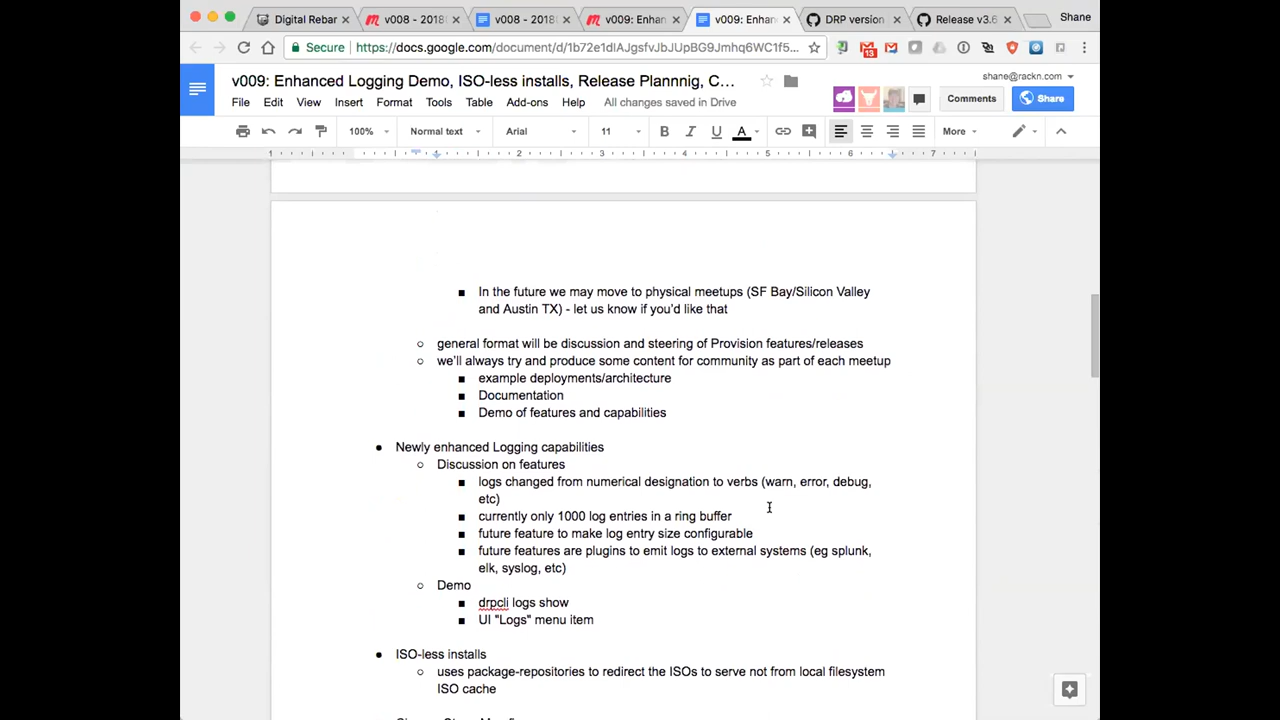 Digital Rebar
v008 - 2018
v008 - 2018
v009: Enhan
v009: Enhan
DRP version
Release v3.6
Shane
Secure
https://docs.google.com/document/d/1b72e1dIAJgsfvJbJUpBG9Jmhq6WC1f5...
13
v009: Enhanced Logging Demo, ISO-less installs, Release Plannnig, C...
shane@rackn.com
File Edit View Insert Format Tools Table Add-ons Help All changes saved in Drive
Comments
Share
100% Normal text Arial 11 B I U A More
1 1 2 3 4 5 6 7
■ In the future we may move to physical meetups (SF Bay/Silicon Valley
and Austin TX) - let us know if you'd like that
○ general format will be discussion and steering of Provision features/releases
○ we'll always try and produce some content for community as part of each meetup
■ example deployments/architecture
■ Documentation
■ Demo of features and capabilities
● Newly enhanced Logging capabilities
○ Discussion on features
■ logs changed from numerical designation to verbs (warn, error, debug,
etc)
■ currently only 1000 log entries in a ring buffer
■ future feature to make log entry size configurable
■ future features are plugins to emit logs to external systems (eg splunk,
elk, syslog, etc)
○ Demo
■ drpcli logs show
■ UI "Logs" menu item
● ISO-less installs
○ uses package-repositories to redirect the ISOs to serve not from local filesystem
ISO cache